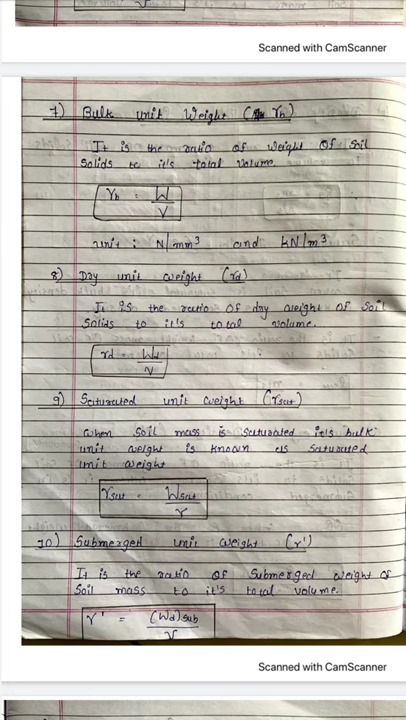 Scanned with CamScanner
7) Bulk unit Weight (γb)
It is the ratio of weight of soil
Solids to it's total volume.
γb = W
V
unit : N/mm3 and kN/m3
8) Dry unit weight (γd)
It is the ratio of dry weight of Soil
Solids to it's total volume.
γd = Wd
V
9) Saturated unit weight (γsat)
When Soil mass is saturated it's bulk
unit weight is known as saturated
unit weight
γsat = Wsat
V
10) Submerged unit weight (γ')
It is the ratio of Submerged weight of
Soil mass to it's total volume.
γ' = (Wd)sub
V
Scanned with CamScanner